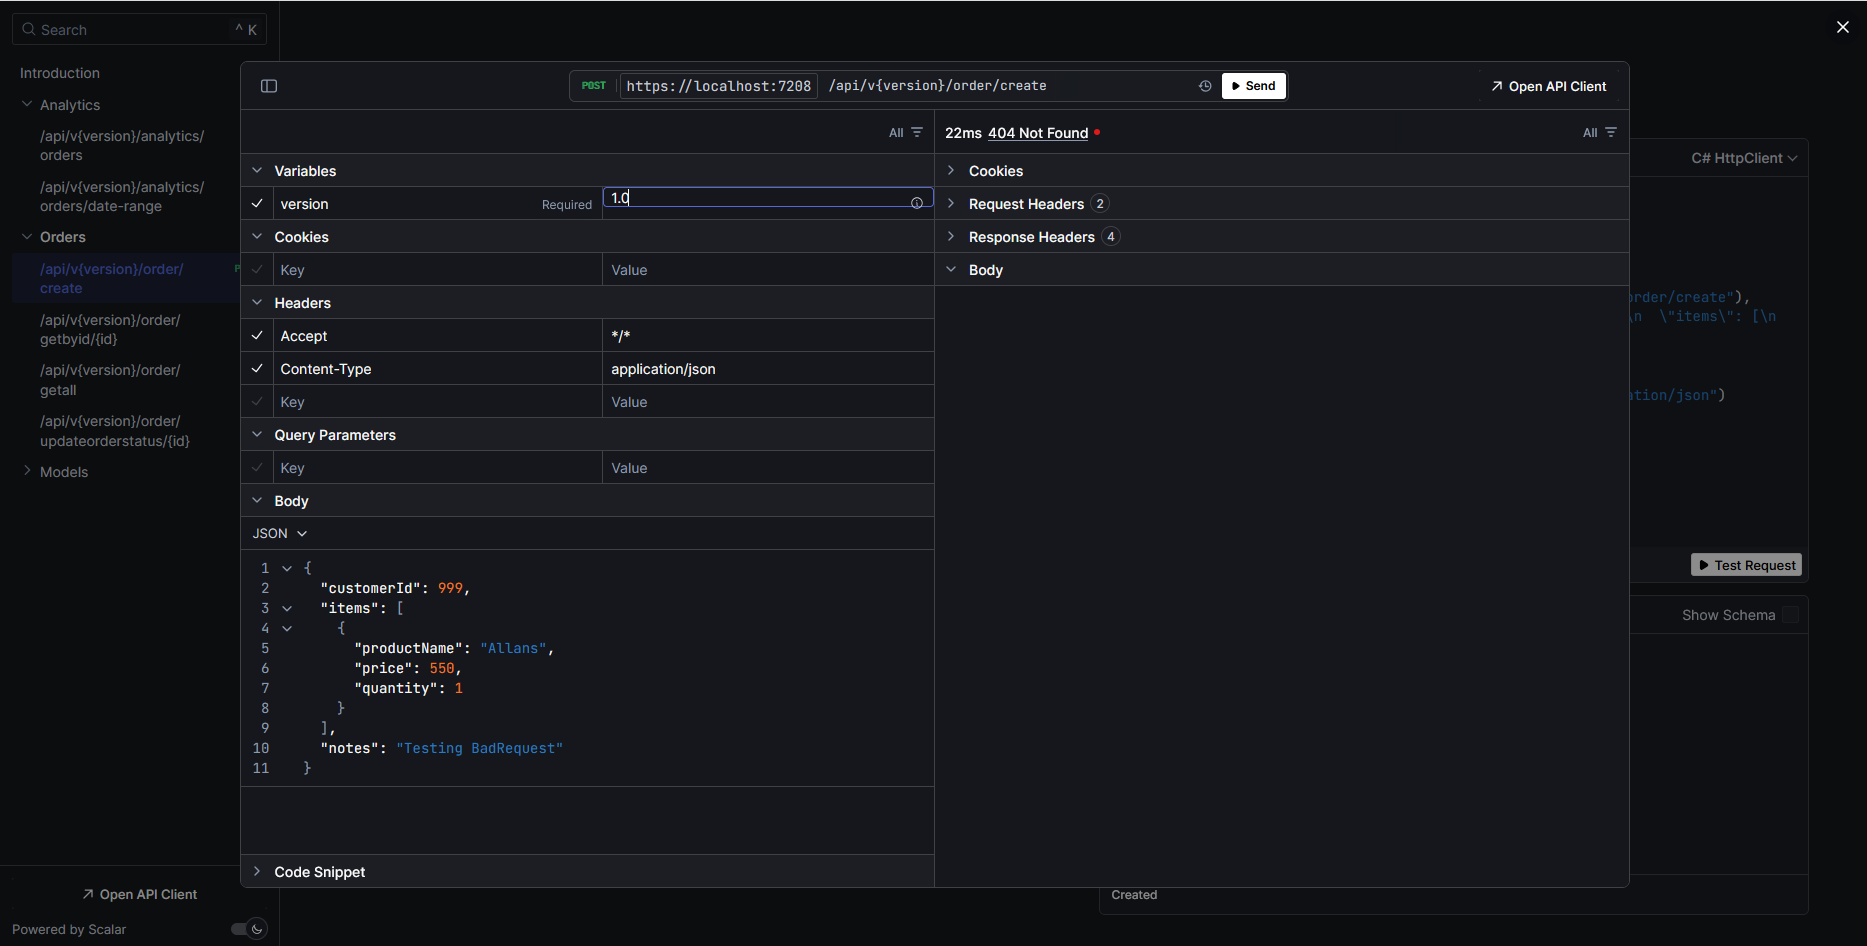 Search
^ K
Introduction
Analytics
/api/v{version}/analytics/
orders
/api/v{version}/analytics/
orders/date-range
Orders
/api/v{version}/order/
create
/api/v{version}/order/
getbyid/{id}
/api/v{version}/order/
getall
/api/v{version}/order/
updateorderstatus/{id}
Models
Open API Client
Powered by Scalar
POST https://localhost:7208 /api/v{version}/order/create
Send
Open API Client
All
Variables
version Required 1.0
Cookies
Key Value
Headers
Accept */*
Content-Type application/json
Key Value
Query Parameters
Key Value
Body
JSON
1 {
2 "customerId": 999,
3 "items": [
4 {
5 "productName": "Allans",
6 "price": 550,
7 "quantity": 1
8 }
9 ],
10 "notes": "Testing BadRequest"
11 }
Code Snippet
22ms 404 Not Found
All
Cookies
Request Headers 2
Response Headers 4
Body
C# HttpClient
order/create"),
\n \"items\": [\n
ation/json")
Test Request
Show Schema
Created